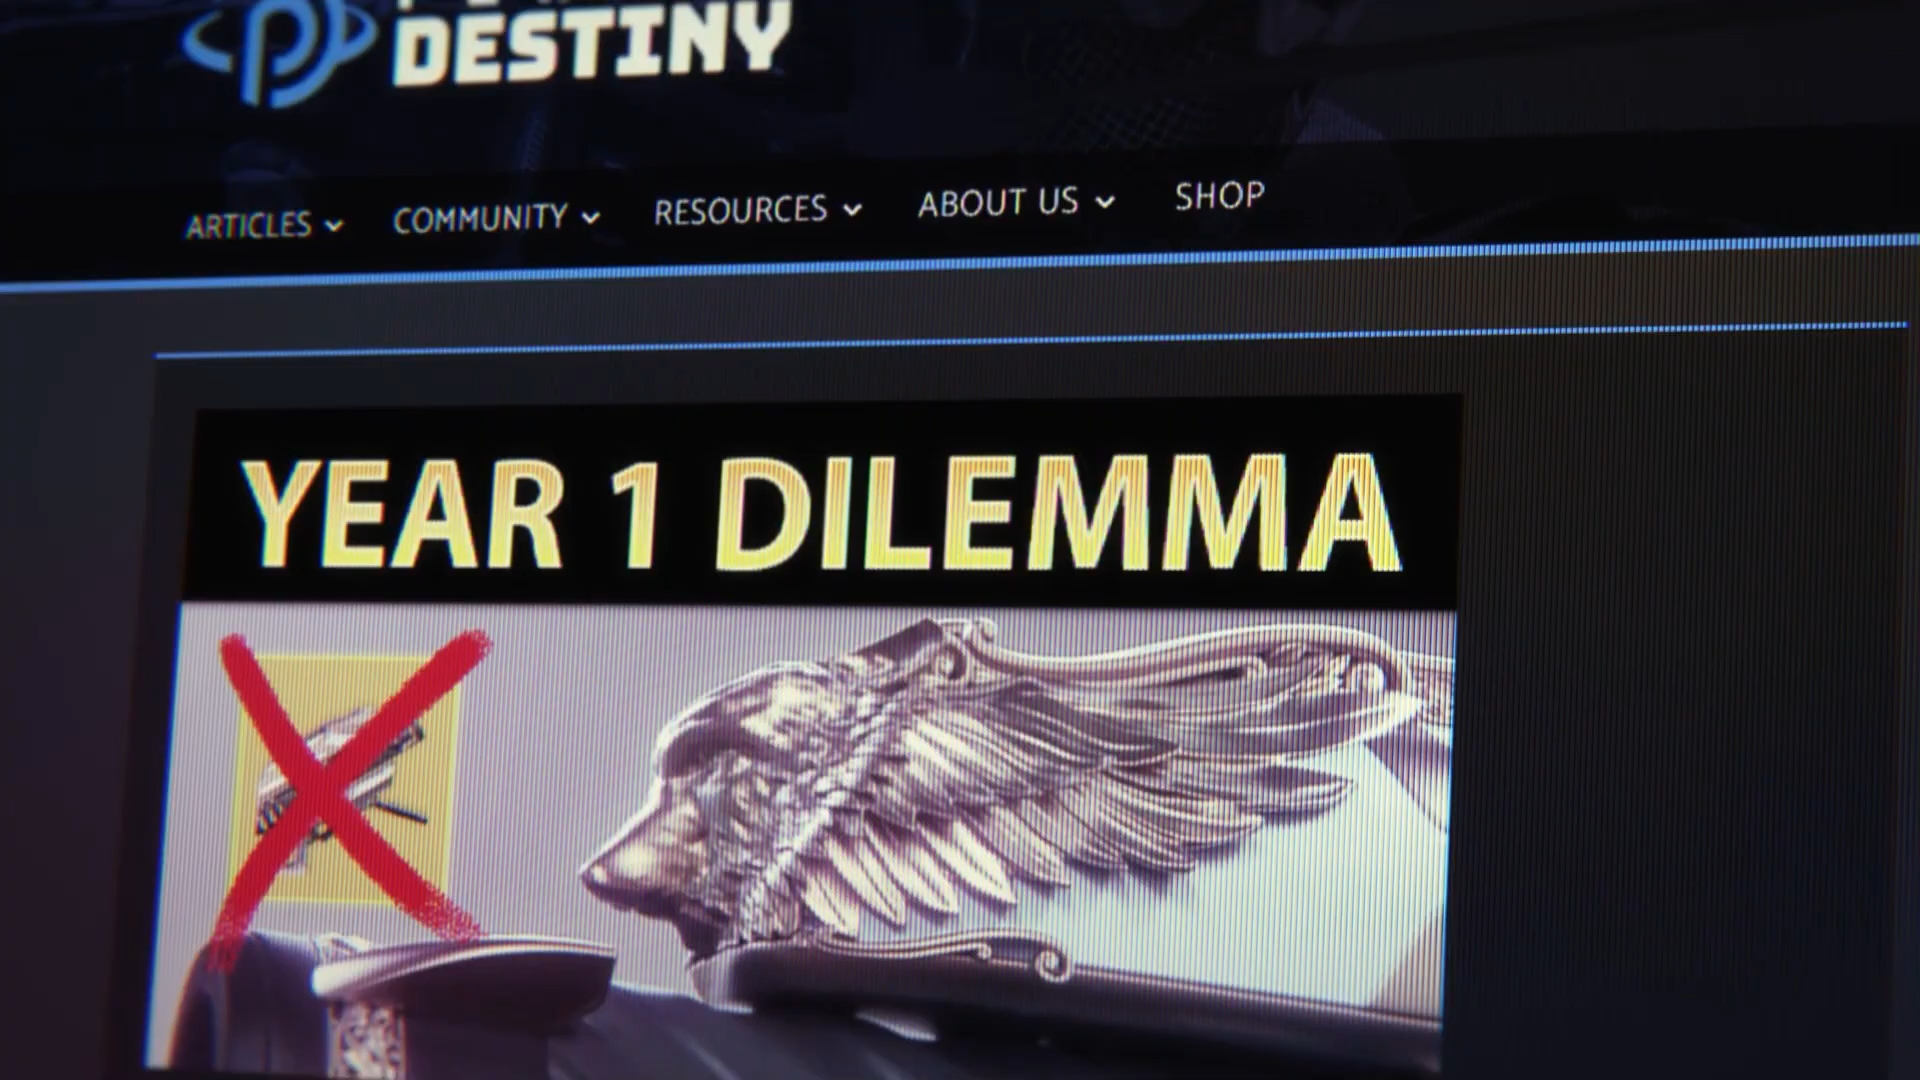 DESTINY
ARTICLES
COMMUNITY
RESOURCES
ABOUT US
SHOP
YEAR 1 DILEMMA